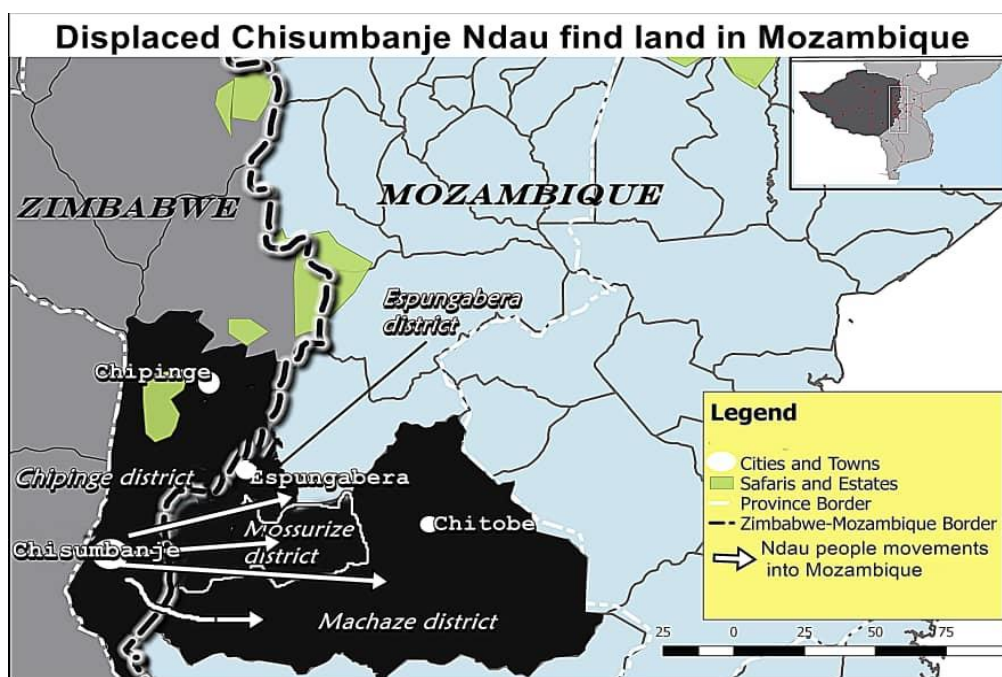 Displaced Chisumbanje Ndau find land in Mozambique
ZIMBABWE
MOZAMBIQUE
Espungabera
district
Chipinge
Chipinge district
Espungabera
Mossurize
district
Chitobe
Chisumbanje
Machaze district
Legend
Cities and Towns
Safaris and Estates
Province Border
Zimbabwe-Mozambique Border
Ndau people movements
into Mozambique
25 0 25 50 75